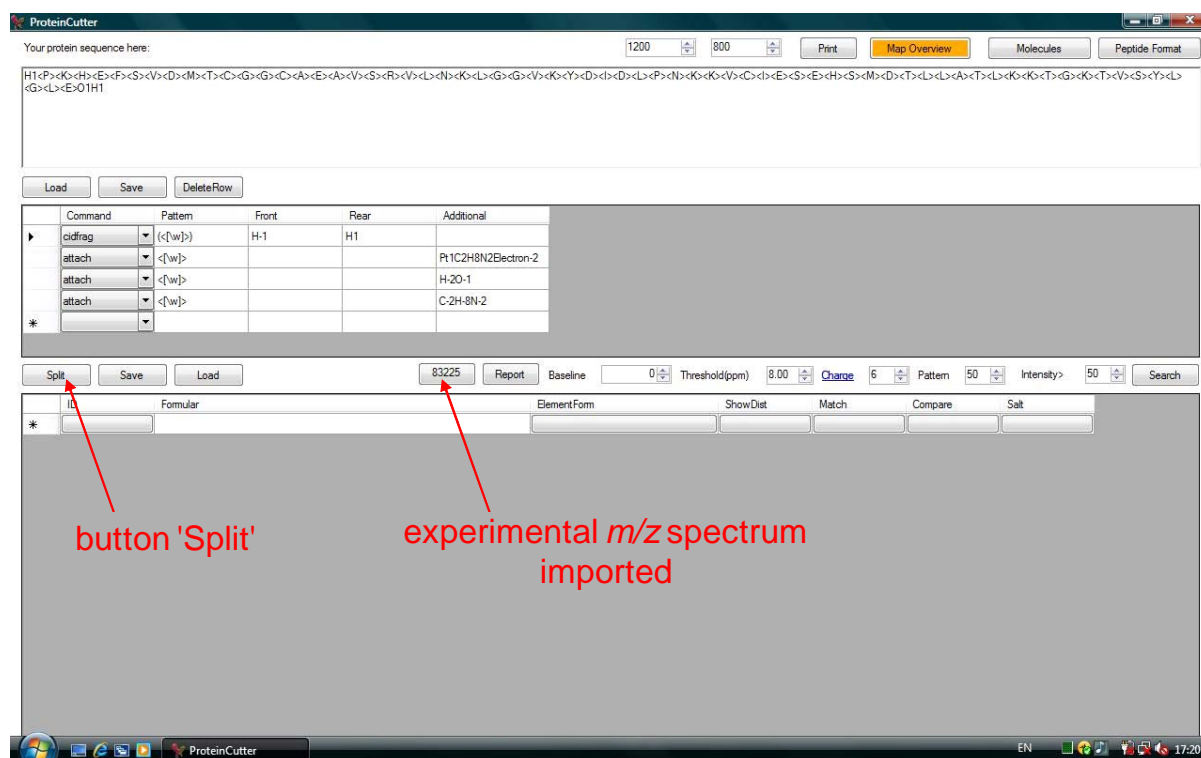 ProteinCutter
Your protein sequence here: 1200 800 Print Map Overview Molecules Peptide Format
H1<P><K><H><E><F><S><V><D><M><T><C><G><G><C><A><E><A><V><S><R><V><L><N><K><L><G><G><V><K><Y><D><I><D><L><P><N><K><K><V><C><I><E><S><E><H><S><M><D><T><L><L><A><T><L><K><K><T><G><K><T><V><S><Y><L>
<G><L><E>O1H1
Load Save DeleteRow
Command Pattern Front Rear Additional
cidfrag (<[\w]>) H-1 H1
attach <[\w]> Pt1C2H8N2Electron-2
attach <[\w]> H-2O-1
attach <[\w]> C-2H-8N-2
*
Split Save Load 83225 Report Baseline 0 Threshold(ppm) 8.00 Charge 6 Pattern 50 Intensity> 50 Search
ID Formular ElementForm ShowDist Match Compare Salt
*
button 'Split'
experimental m/z spectrum
imported
ProteinCutter EN 17:20